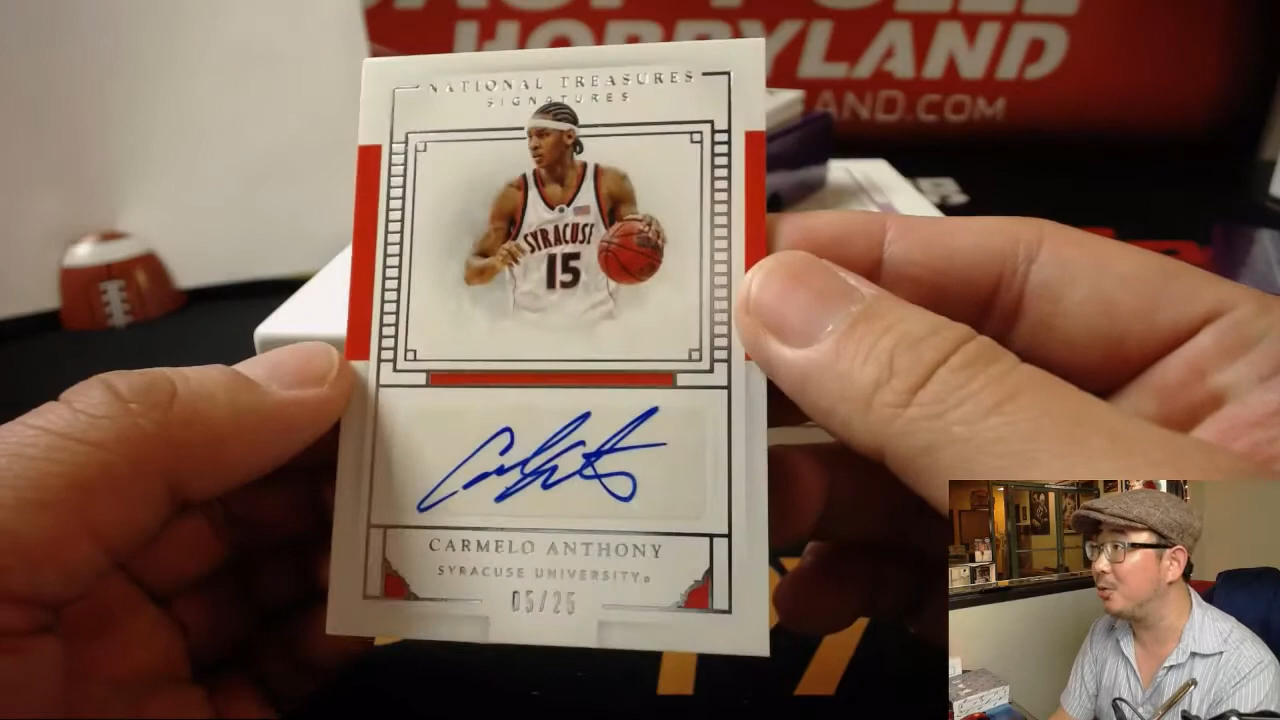 HOBBYLAND
AND.COM
NATIONAL TREASURES
SIGNATURES
SYRACUSE
15
CARMELO ANTHONY
SYRACUSE UNIVERSITY®
05/25